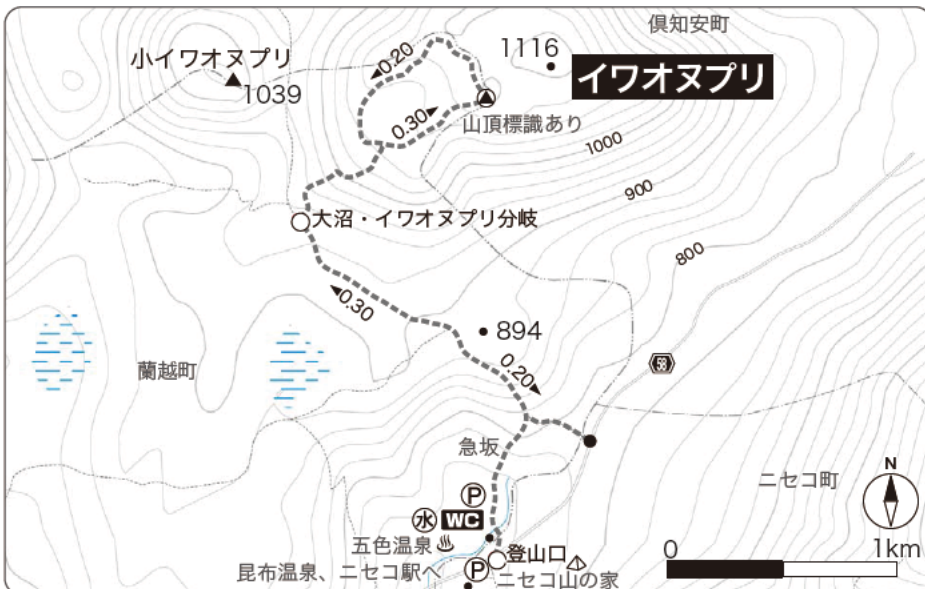 倶知安町
1116
イワオヌプリ
小イワオヌプリ
1039
◀0.20
0.30▶
山頂標識あり
1000
900
800
大沼・イワオヌプリ分岐
◀0.30
894
0.20▶
蘭越町
58
急坂
ニセコ町
N
P
水
WC
五色温泉
登山口
昆布温泉、ニセコ駅へ
P
ニセコ山の家
0
1km